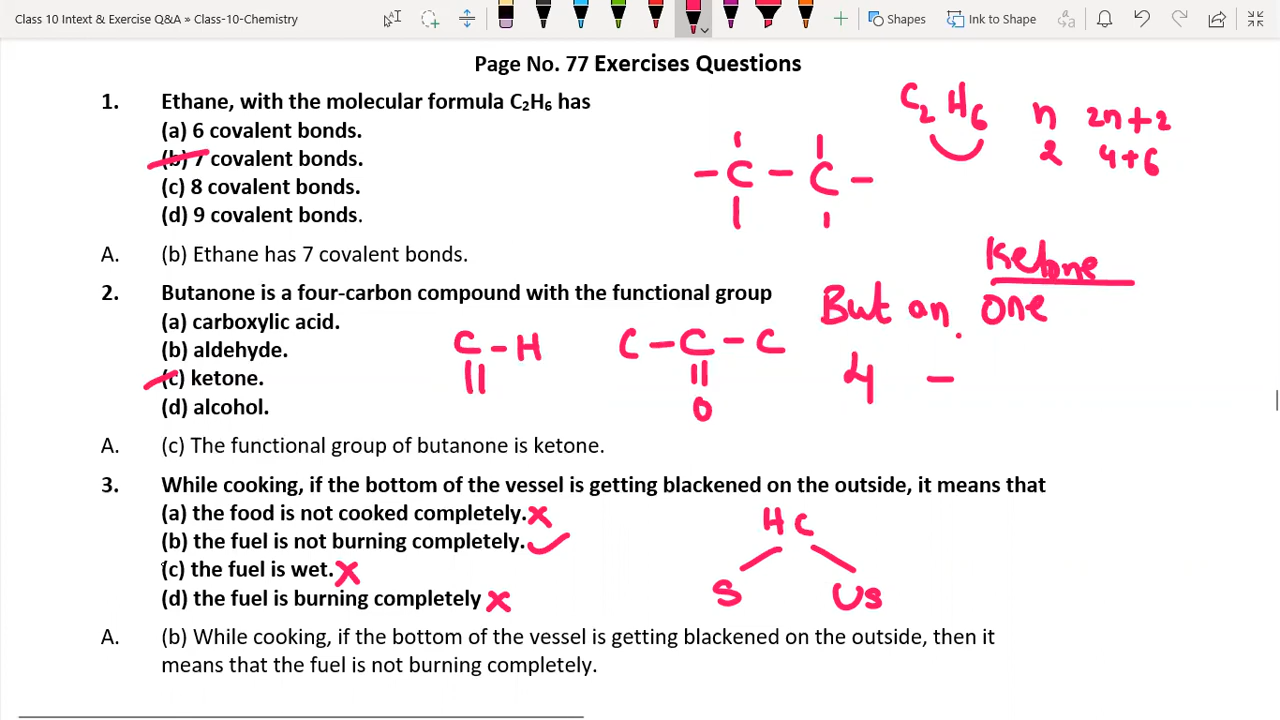 Class 10 Intext & Exercise Q&A » Class-10-Chemistry
Shapes
Ink to Shape
Page No. 77 Exercises Questions
1. Ethane, with the molecular formula C₂H₆ has
(a) 6 covalent bonds.
(b) 7 covalent bonds.
(c) 8 covalent bonds.
(d) 9 covalent bonds.
C₂ H₆ n 2n+2
2 4+6
C - C
A. (b) Ethane has 7 covalent bonds.
2. Butanone is a four-carbon compound with the functional group
(a) carboxylic acid.
(b) aldehyde.
(c) ketone.
(d) alcohol.
Ketone
But an one
C - H
C - C - C
O
4 -
A. (c) The functional group of butanone is ketone.
3. While cooking, if the bottom of the vessel is getting blackened on the outside, it means that
(a) the food is not cooked completely.
(b) the fuel is not burning completely.
(c) the fuel is wet.
(d) the fuel is burning completely
H C
S US
A. (b) While cooking, if the bottom of the vessel is getting blackened on the outside, then it
means that the fuel is not burning completely.